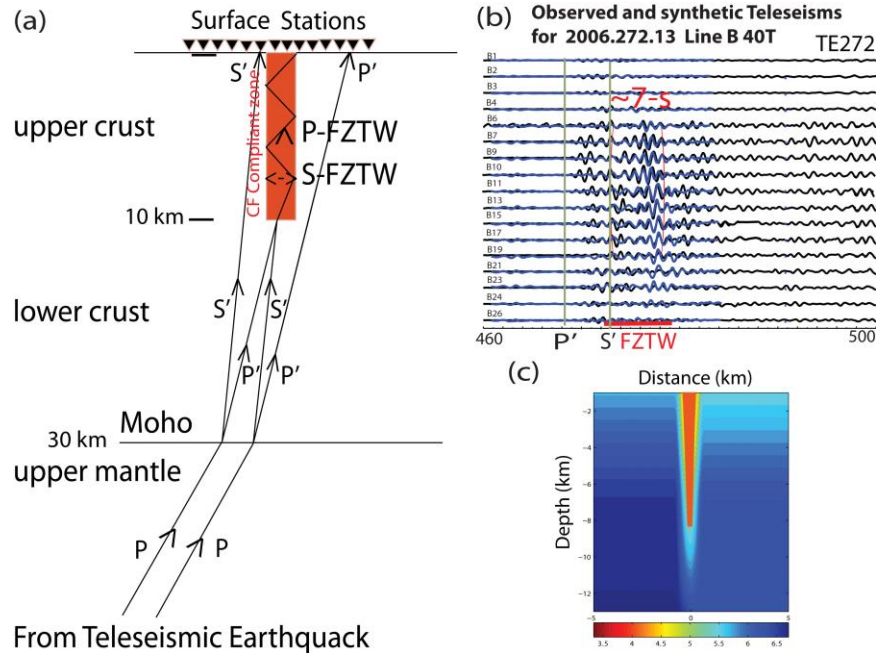 (a)
Surface Stations
S'
P'
CF Compliant zone
upper crust
P-FZTW
S-FZTW
10 km
lower crust
S'
S'
P'
P'
Moho
30 km
upper mantle
P
P
From Teleseismic Earthquack
(b)
Observed and synthetic Teleseisms
for 2006.272.13 Line B 40T
TE272
~7-s
B1
B2
B3
B4
B6
B7
B9
B10
B11
B13
B15
B17
B19
B21
B23
B24
B26
460
P'
S'
FZTW
500
(c)
Distance (km)
Depth (km)
-2
-4
-6
-8
-10
-12
-5
0
5
3.5 4 4.5 5 5.5 6 6.5